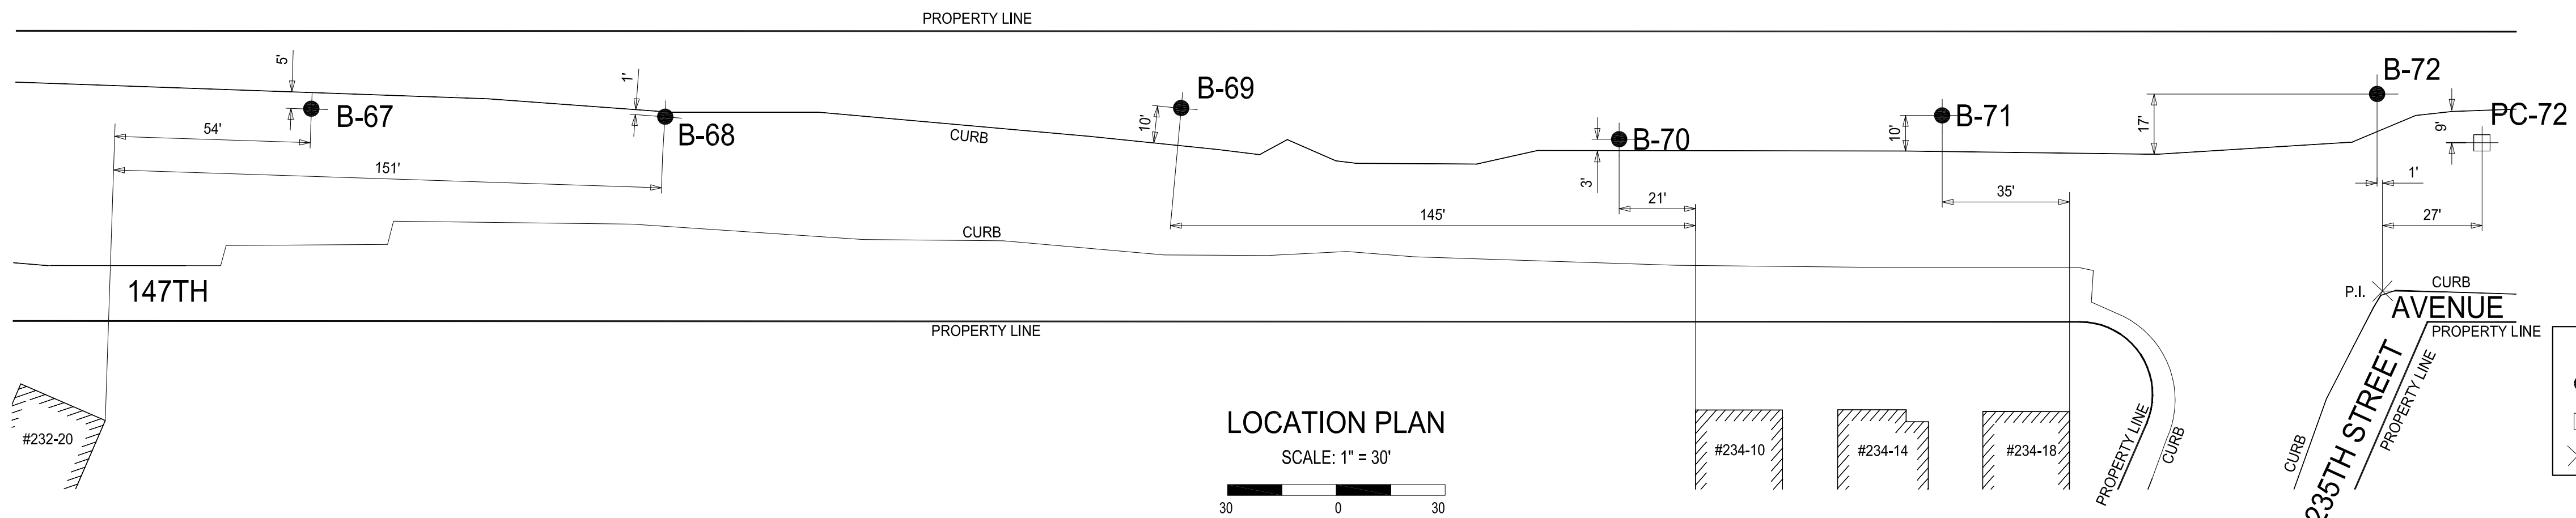 PROPERTY LINE
5'
B-67
54'
151'
1'
B-68
CURB
10'
B-69
145'
3'
B-70
21'
10'
B-71
35'
17'
B-72
9'
PC-72
1'
27'
CURB
147TH
PROPERTY LINE
P.I.
CURB
AVENUE
PROPERTY LINE
#232-20
LOCATION PLAN
SCALE: 1" = 30'
30 0 30
#234-10
#234-14
#234-18
PROPERTY LINE
CURB
CURB
235TH STREET
PROPERTY LINE